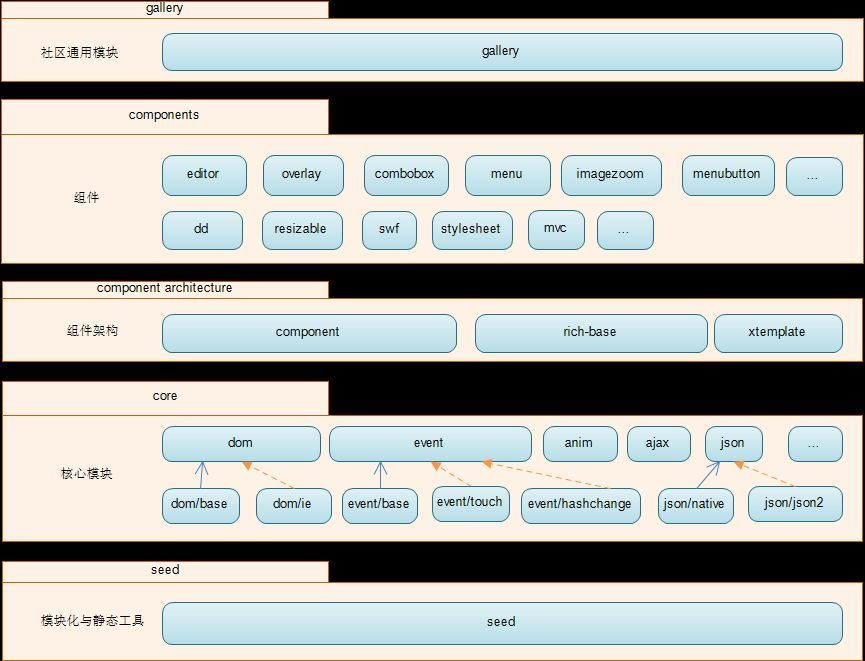 gallery
社区通用模块
gallery
components
组件
editor
overlay
combobox
menu
imagezoom
menubutton
...
dd
resizable
swf
stylesheet
mvc
...
component architecture
组件架构
component
rich-base
xtemplate
core
核心模块
dom
event
anim
ajax
json
...
dom/base
dom/ie
event/base
event/touch
event/hashchange
json/native
json/json2
seed
模块化与静态工具
seed